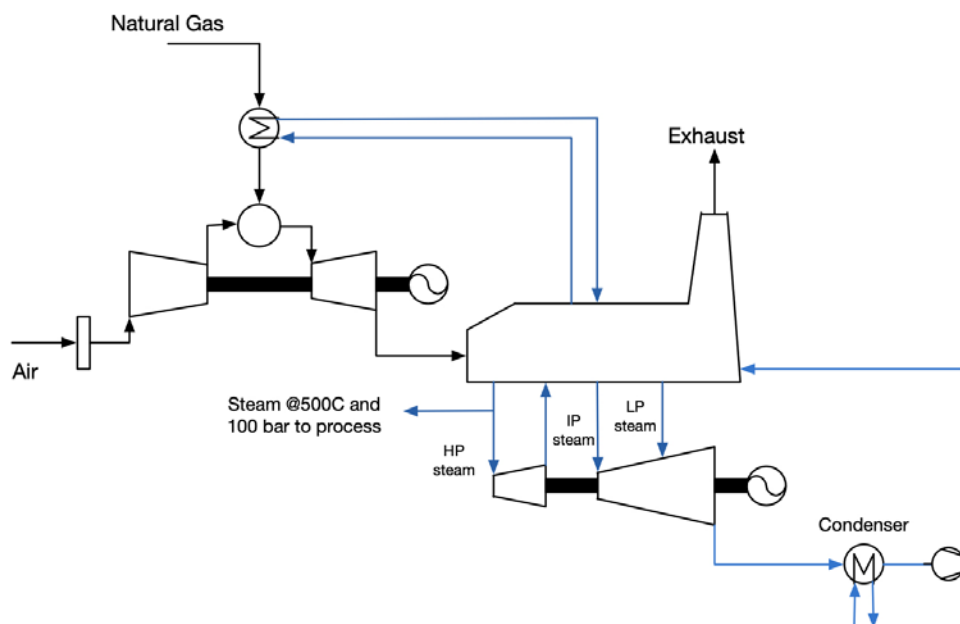 Natural Gas
Exhaust
Air
Steam @500C and
100 bar to process
HP
steam
IP
steam
LP
steam
Condenser